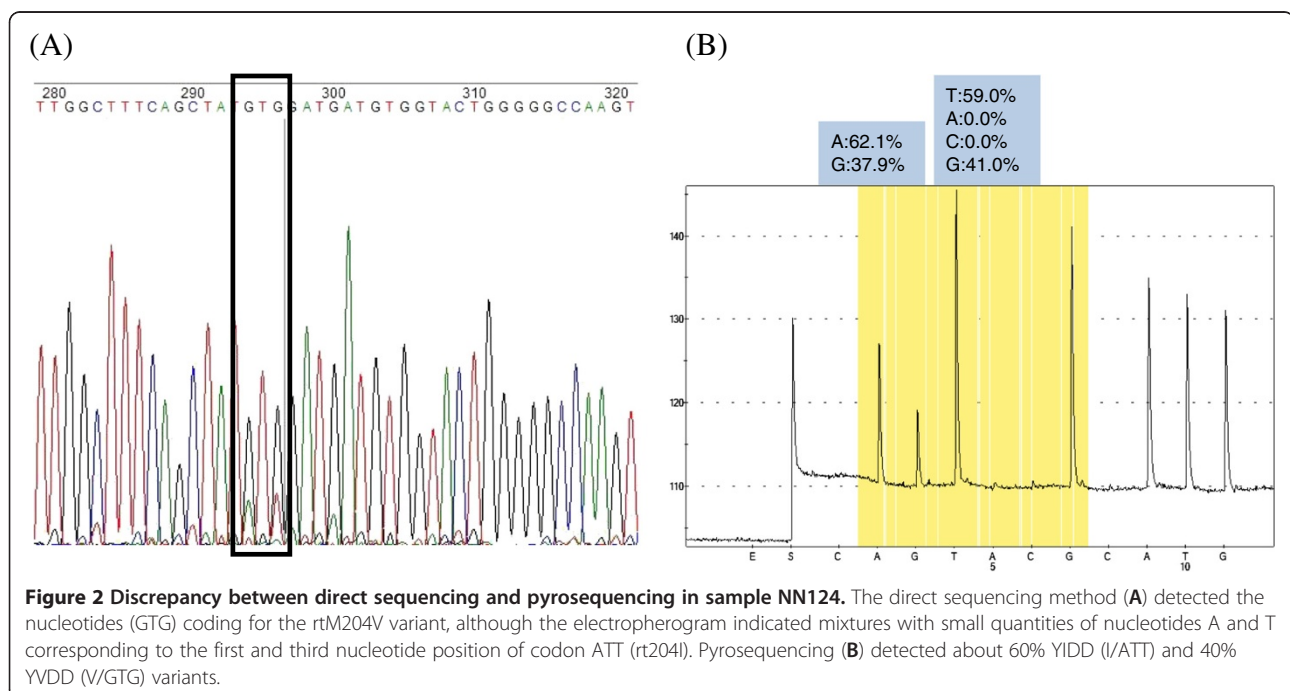 (A)
280 290 300 310 320
TTGGCTTTCAGCTATGTGGATGATGTGGTACTGGGGGCCAAGT
(B)
A:62.1%
G:37.9%
T:59.0%
A:0.0%
C:0.0%
G:41.0%
140
130
120
110
E S C A G T A C G C A T G
5 10
Figure 2 Discrepancy between direct sequencing and pyrosequencing in sample NN124. The direct sequencing method (A) detected the
nucleotides (GTG) coding for the rtM204V variant, although the electropherogram indicated mixtures with small quantities of nucleotides A and T
corresponding to the first and third nucleotide position of codon ATT (rt204I). Pyrosequencing (B) detected about 60% YIDD (I/ATT) and 40%
YVDD (V/GTG) variants.